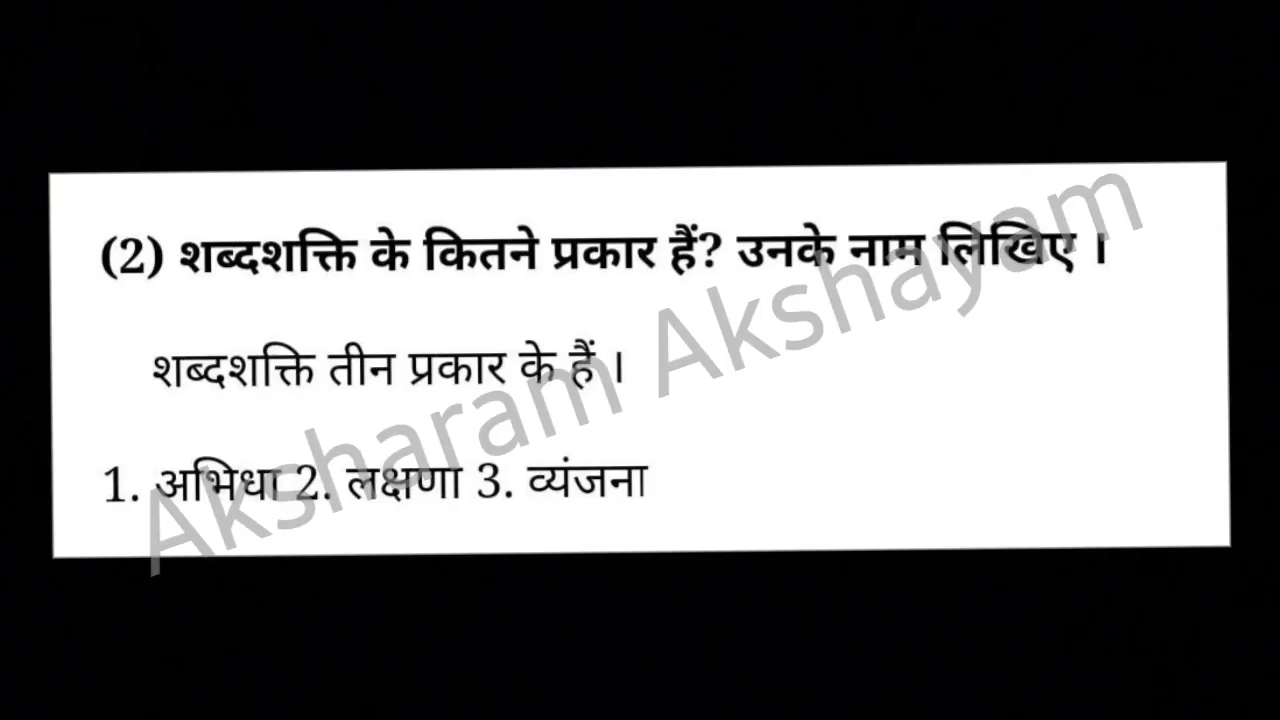 (2) शब्दशक्ति के कितने प्रकार हैं? उनके नाम लिखिए ।
शब्दशक्ति तीन प्रकार के हैं ।
1. अभिधा 2. लक्षणा 3. व्यंजना
Aksharam Akshayam